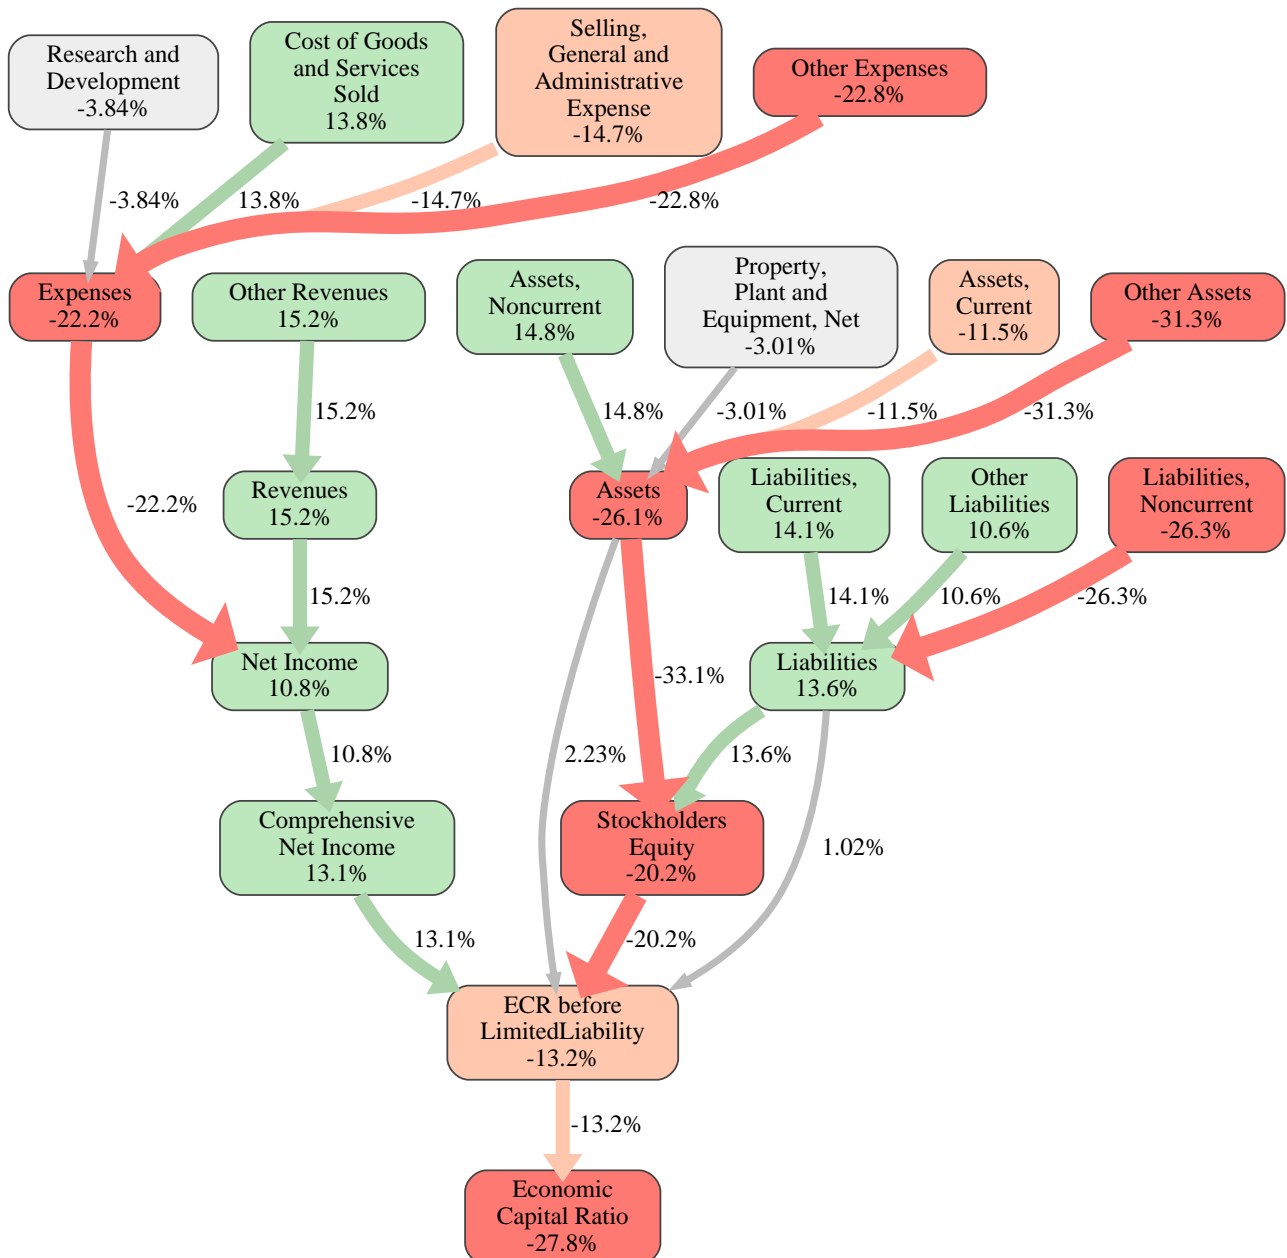 Research and
Development
-3.84%
Cost of Goods
and Services
Sold
13.8%
Selling,
General and
Administrative
Expense
-14.7%
Other Expenses
-22.8%
-3.84%
13.8%
-14.7%
-22.8%
Expenses
-22.2%
Other Revenues
15.2%
Assets,
Noncurrent
14.8%
Property,
Plant and
Equipment, Net
-3.01%
Assets,
Current
-11.5%
Other Assets
-31.3%
15.2%
14.8%
-3.01%
-11.5%
-31.3%
-22.2%
Revenues
15.2%
Assets
-26.1%
Liabilities,
Current
14.1%
Other
Liabilities
10.6%
Liabilities,
Noncurrent
-26.3%
15.2%
14.1%
10.6%
-26.3%
Net Income
10.8%
-33.1%
Liabilities
13.6%
10.8%
2.23%
13.6%
Comprehensive
Net Income
13.1%
Stockholders
Equity
-20.2%
1.02%
13.1%
-20.2%
ECR before
LimitedLiability
-13.2%
-13.2%
Economic
Capital Ratio
-27.8%